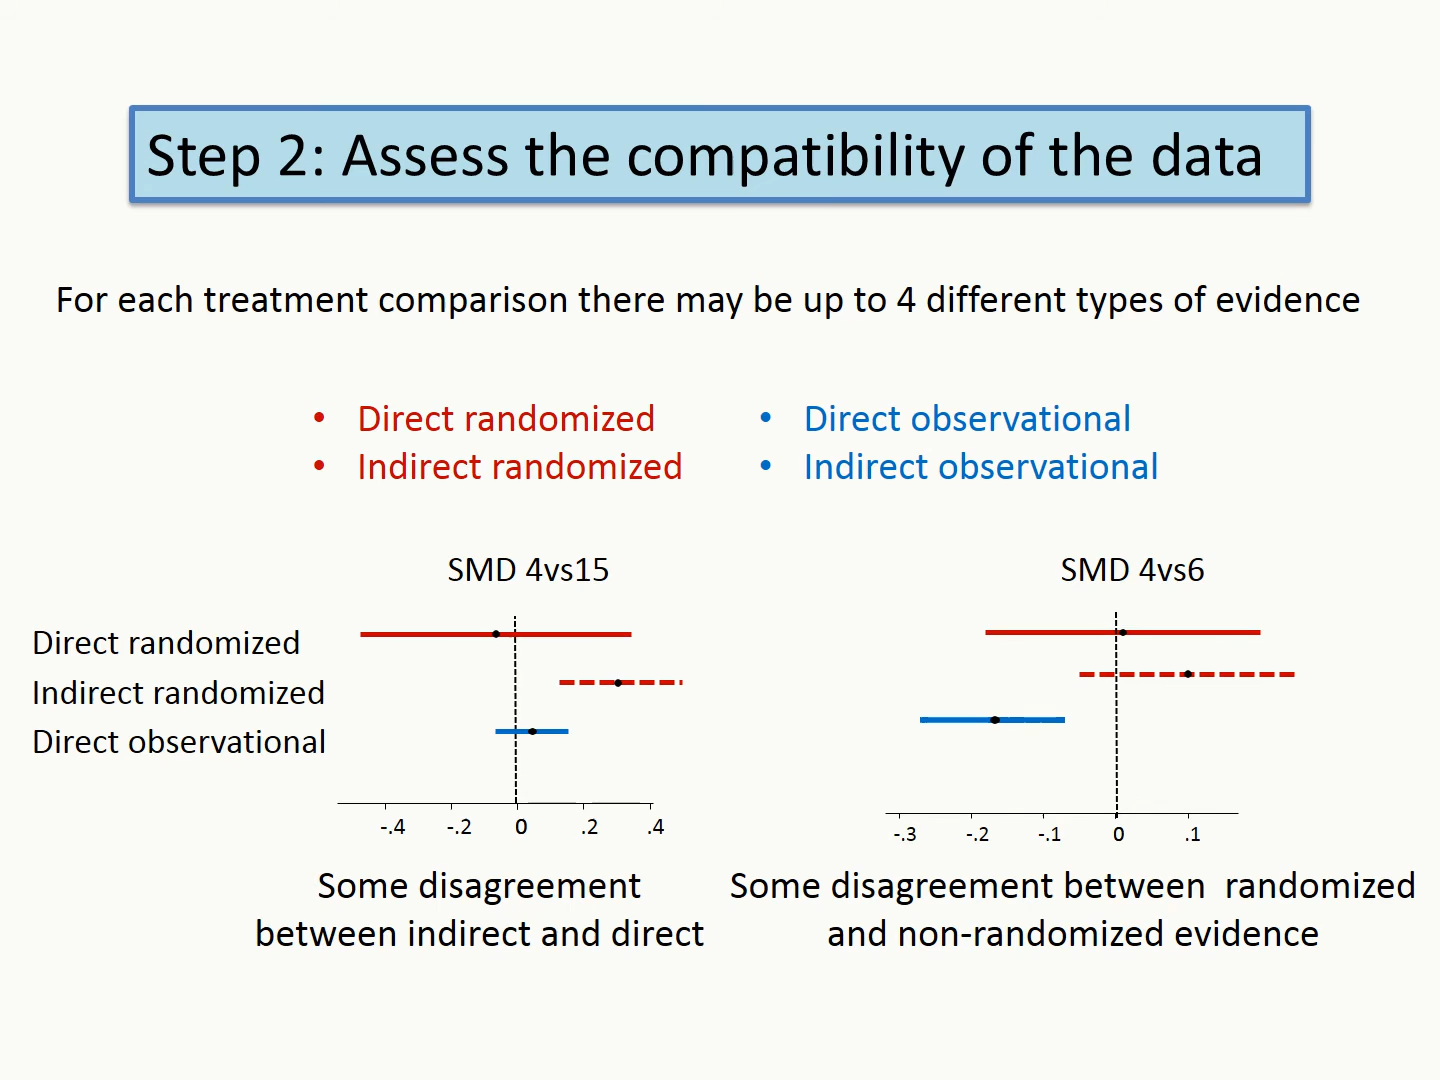 Step 2: Assess the compatibility of the data
For each treatment comparison there may be up to 4 different types of evidence
• Direct randomized
• Indirect randomized
• Direct observational
• Indirect observational
SMD 4vs15
Direct randomized
Indirect randomized
Direct observational
-.4 -.2 0 .2 .4
Some disagreement
between indirect and direct
SMD 4vs6
-.3 -.2 -.1 0 .1
Some disagreement between  randomized
and non-randomized evidence